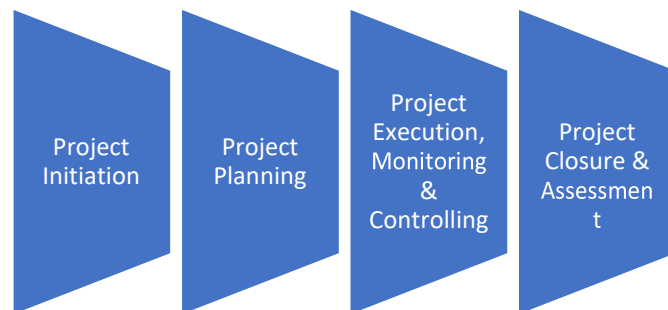 Project
Initiation
Project
Planning
Project
Execution,
Monitoring
&
Controlling
Project
Closure &
Assessmen
t